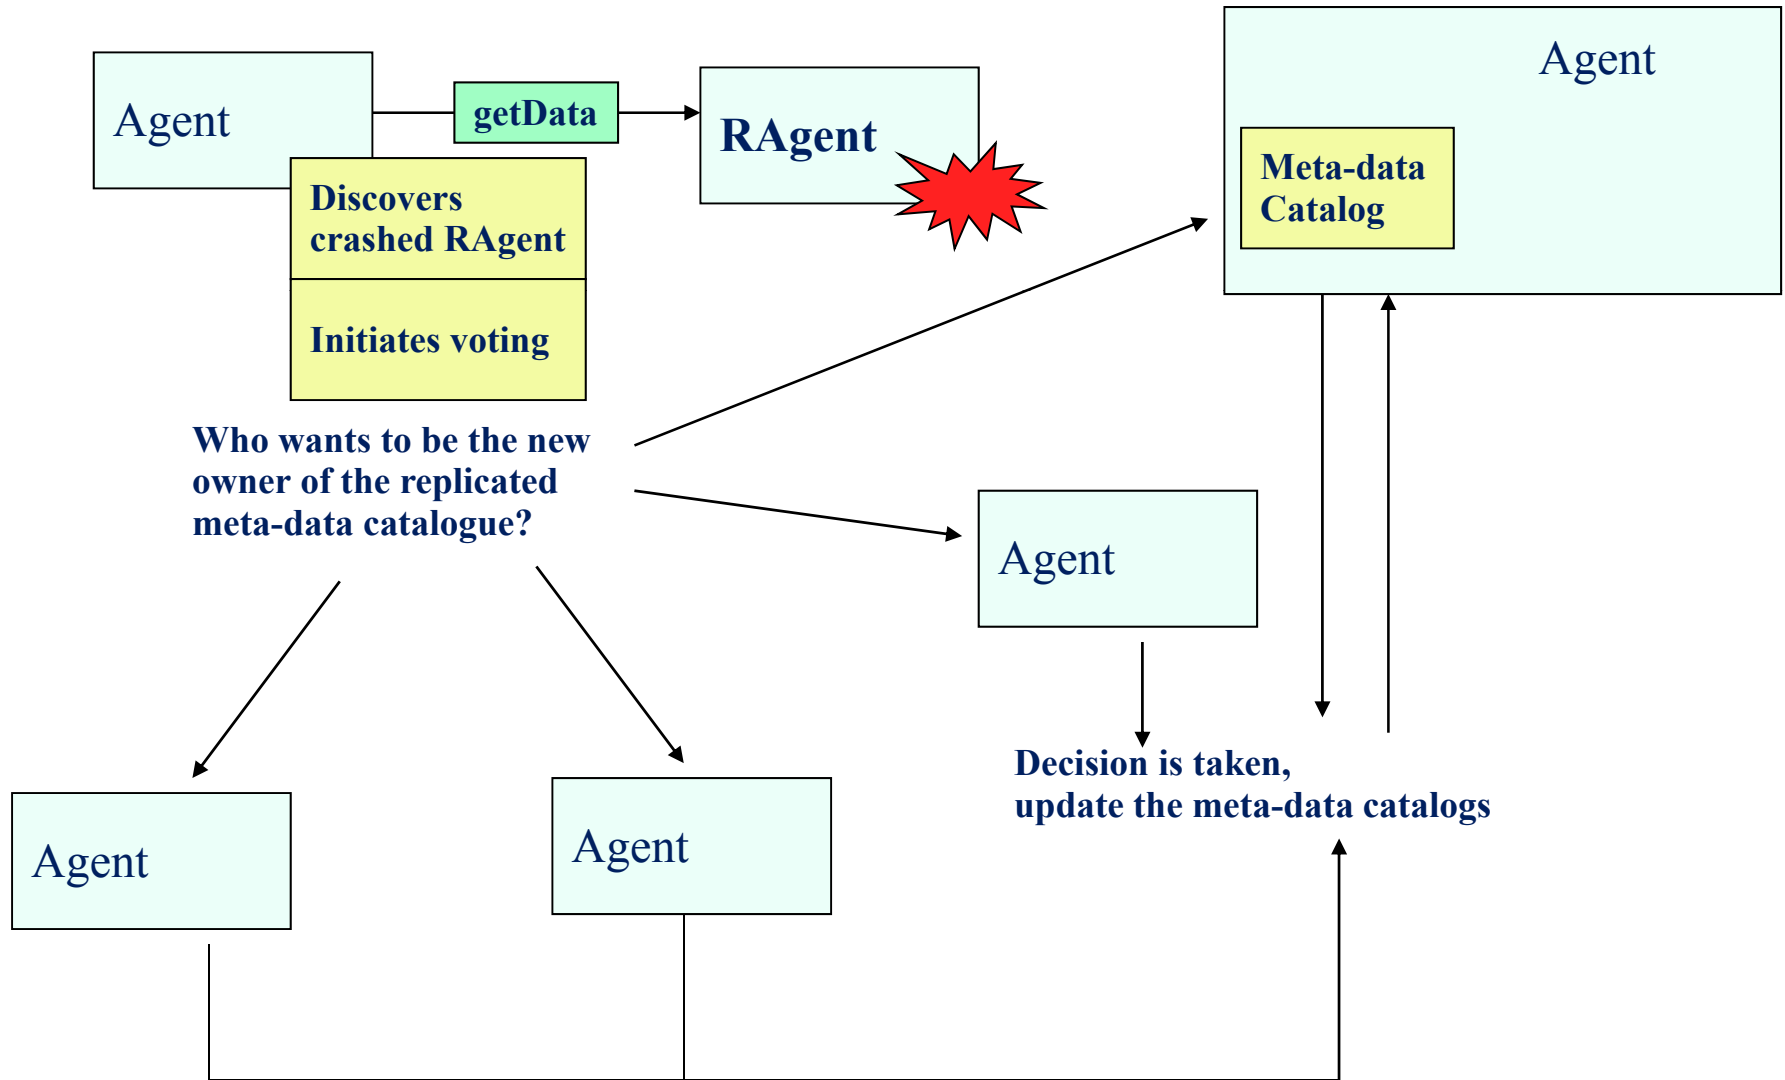 Agent
getData
RAgent
Agent
Meta-data
Catalog
Discovers
crashed RAgent
Initiates voting
Who wants to be the new
owner of the replicated
meta-data catalogue?
Agent
Decision is taken,
update the meta-data catalogs
Agent
Agent